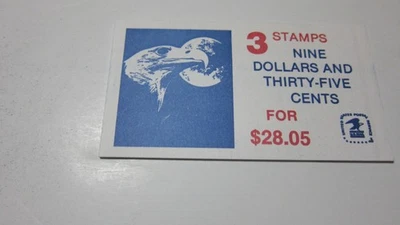 3 STAMPS
NINE
DOLLARS AND
THIRTY-FIVE
CENTS
FOR
$28.05